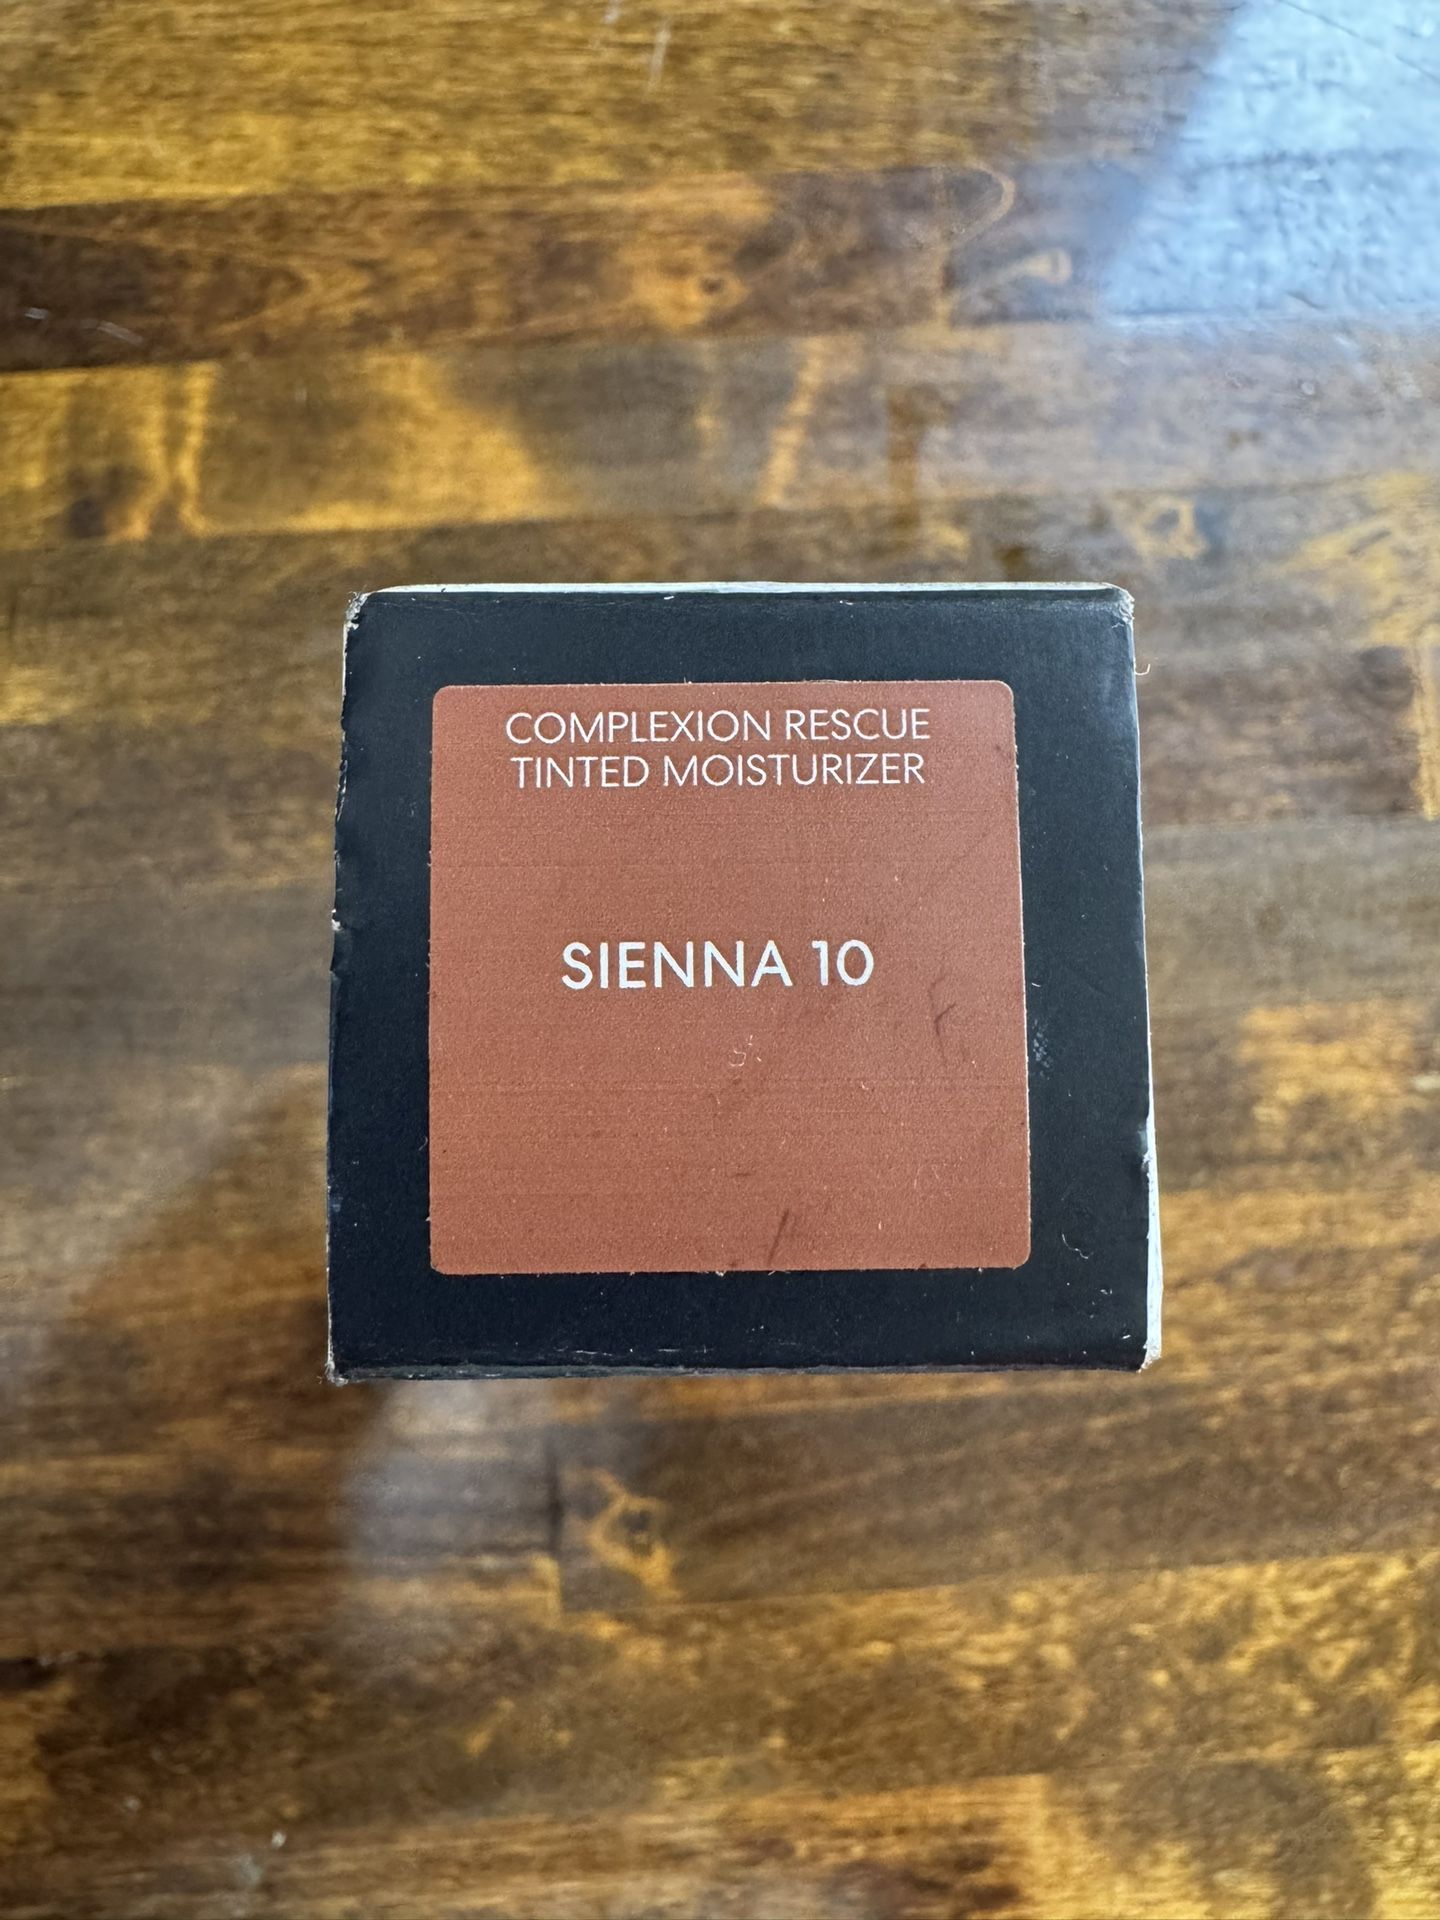 COMPLEXION RESCUE
TINTED MOISTURIZER
SIENNA 10